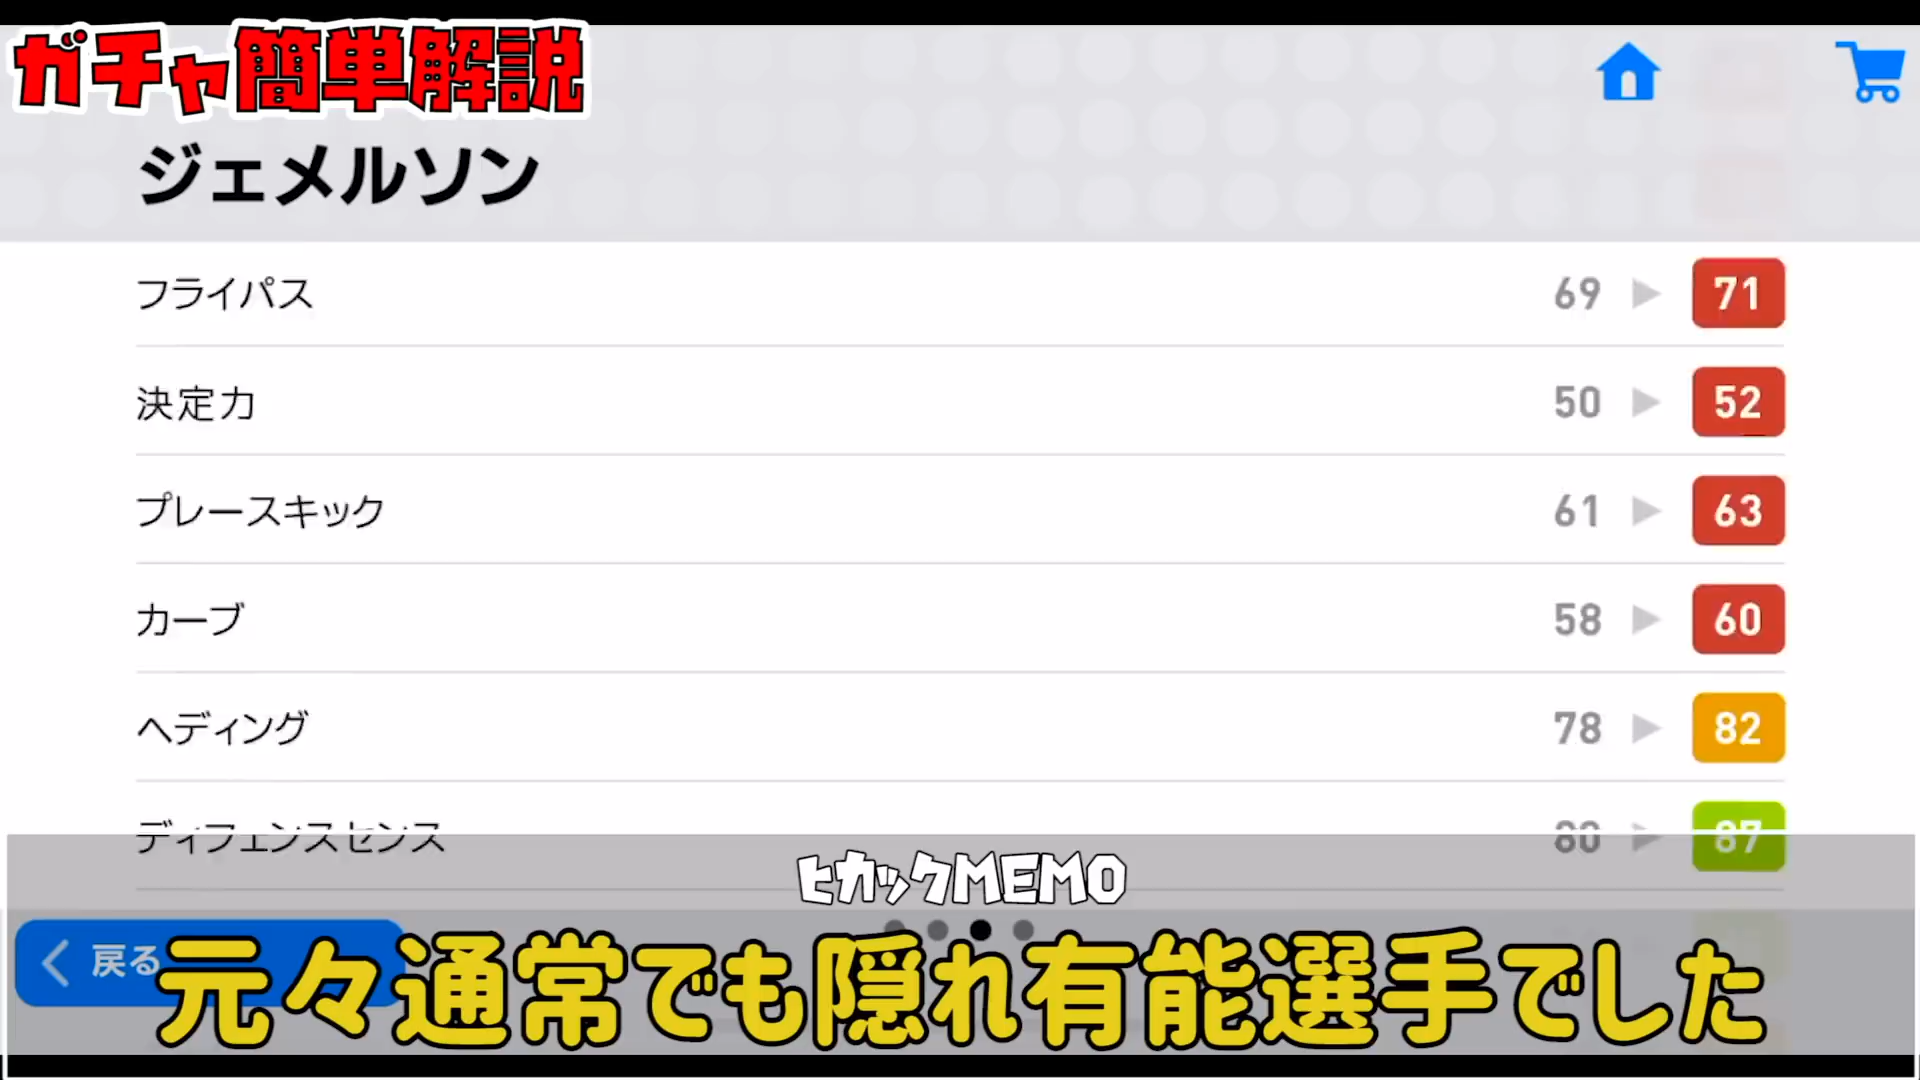 ガチャ簡単解説
ジェメルソン
フライパス 69 ▶ 71
決定力 50 ▶ 52
プレースキック 61 ▶ 63
カーブ 58 ▶ 60
ヘディング 78 ▶ 82
ディフェンスセンス 80 ▶ 87
ヒカックMEMO
戻る
元々通常でも隠れ有能選手でした